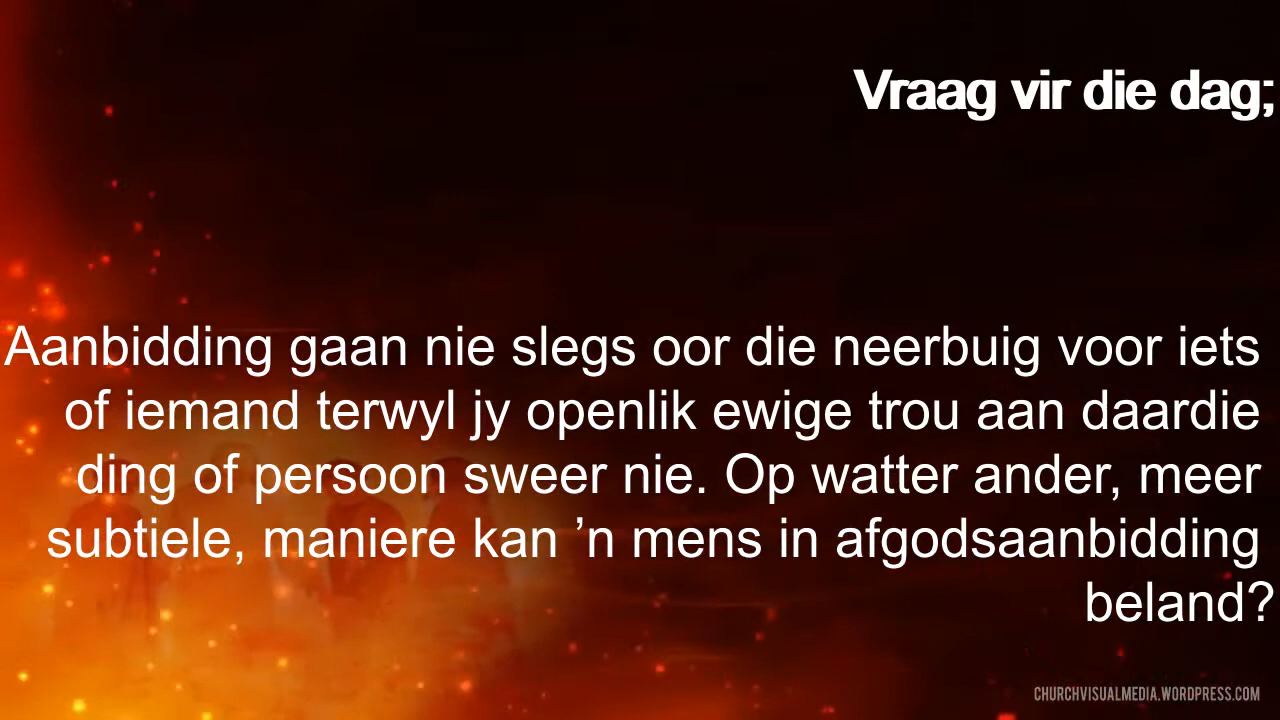 Vraag vir die dag;
Aanbidding gaan nie slegs oor die neerbuig voor iets
of iemand terwyl jy openlik ewige trou aan daardie
ding of persoon sweer nie. Op watter ander, meer
subtiele, maniere kan ’n mens in afgodsaanbidding
beland?
CHURCHVISUALMEDIA.WORDPRESS.COM